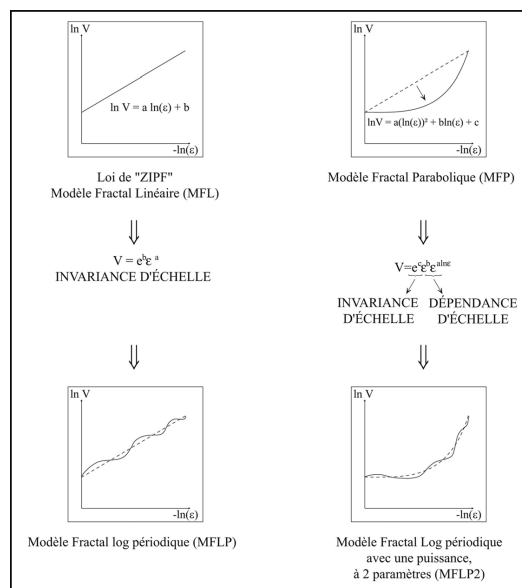 ln V
ln V = a ln(ε) + b
-ln(ε)
Loi de "ZIPF"
Modèle Fractal Linéaire (MFL)
V = e^b ε^a
INVARIANCE D'ÉCHELLE
ln V
-ln(ε)
Modèle Fractal log périodique (MFLP)
ln V
lnV = a(ln(ε))² + bln(ε) + c
-ln(ε)
Modèle Fractal Parabolique (MFP)
V=e^c ε^b ε^alnε
INVARIANCE
D'ÉCHELLE
DÉPENDANCE
D'ÉCHELLE
ln V
-ln(ε)
Modèle Fractal Log périodique
avec une puissance,
à 2 paramètres (MFLP2)